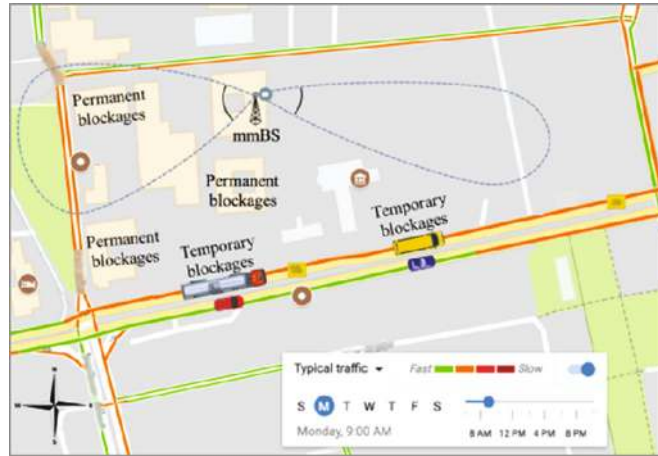 Permanent
blockages
mmBS
Permanent
blockages
Temporary
blockages
Permanent
blockages
Temporary
blockages
Typical traffic
Fast
Slow
S M T W T F S
Monday, 9:00 AM
8 AM 12 PM 4 PM 8 PM
N